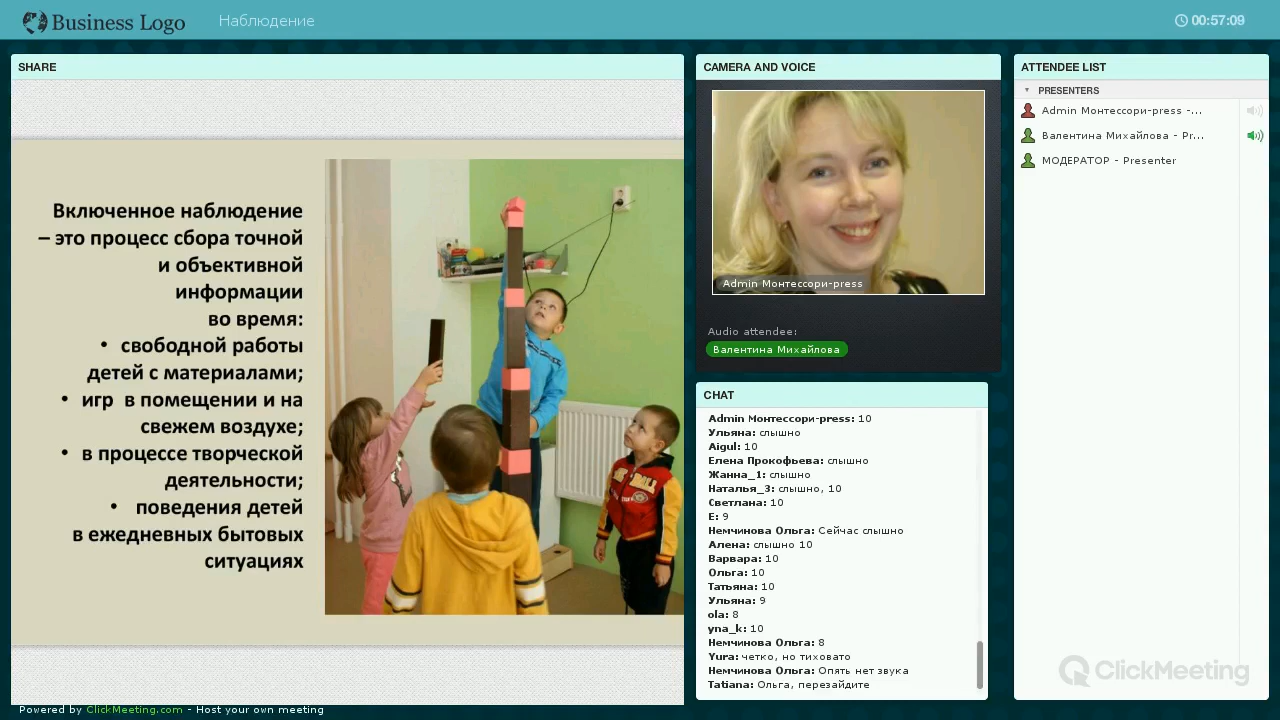 Business Logo
Наблюдение
00:57:09
SHARE
Включенное наблюдение
– это процесс сбора точной
и объективной
информации
во время:
• свободной работы
детей с материалами;
• игр в помещении и на
свежем воздухе;
• в процессе творческой
деятельности;
• поведения детей
в ежедневных бытовых
ситуациях
CAMERA AND VOICE
Admin Монтессори-press
Audio attendee:
Валентина Михайлова
CHAT
Admin Монтессори-press: 10
Ульяна: слышно
Aigul: 10
Елена Прокофьева: слышно
Жанна_1: слышно
Наталья_3: слышно, 10
Светлана: 10
Е: 9
Немчинова Ольга: Сейчас слышно
Алена: слышно 10
Варвара: 10
Ольга: 10
Татьяна: 10
Ульяна: 9
ola: 8
yna_k: 10
Немчинова Ольга: 8
Yura: четко, но тиховато
Немчинова Ольга: Опять нет звука
Tatiana: Ольга, перезайдите
ATTENDEE LIST
PRESENTERS
Admin Монтессори-press -...
Валентина Михайлова - Pr...
МОДЕРАТОР - Presenter
ClickMeeting
Powered by ClickMeeting.com - Host your own meeting